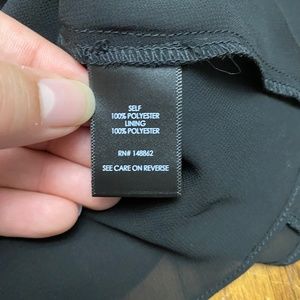 SELF
100% POLYESTER
LINING
100% POLYESTER
RN# 148862
SEE CARE ON REVERSE